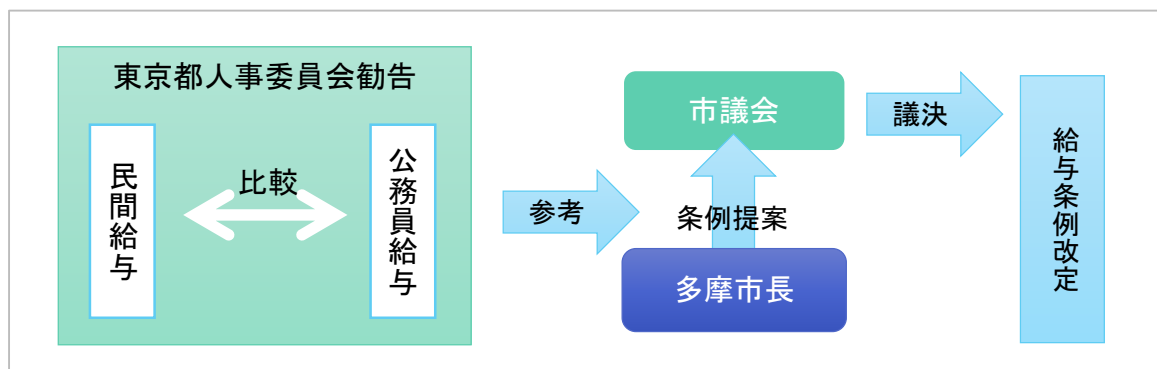 東京都人事委員会勧告
民間給与
比較
公務員給与
参考
市議会
条例提案
多摩市長
議決
給与条例改定